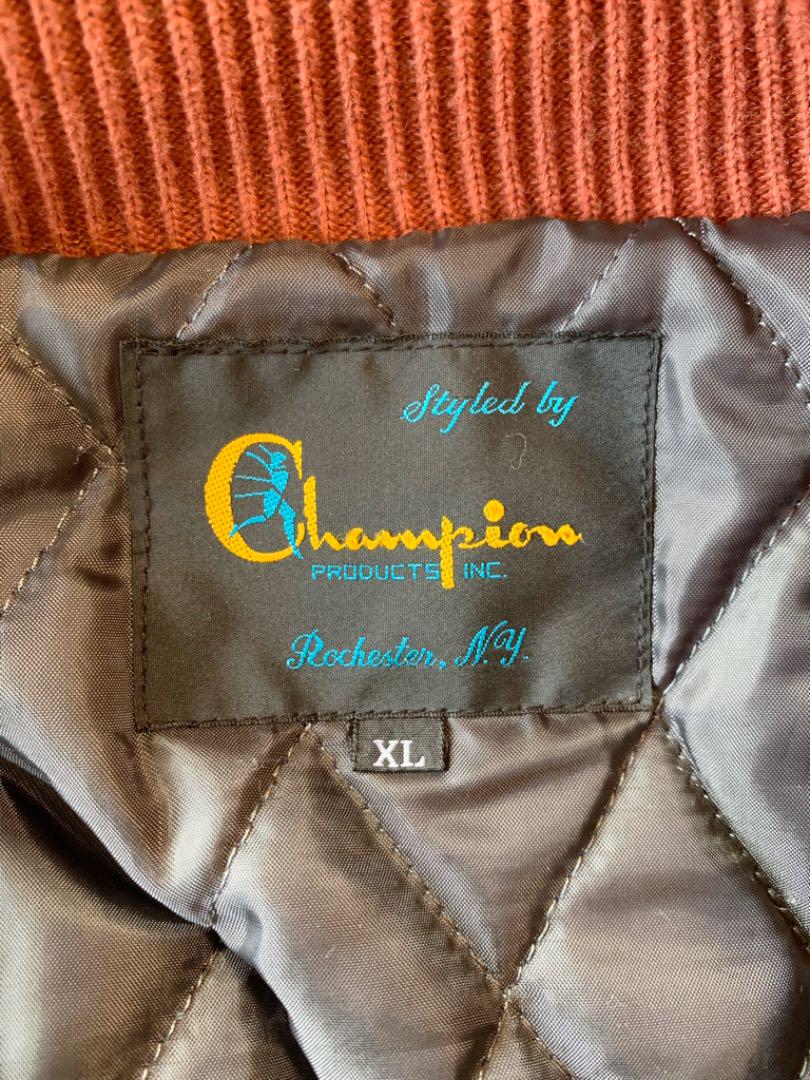 Styled by
Champion
PRODUCTS INC.
Rochester, N.Y.
XL